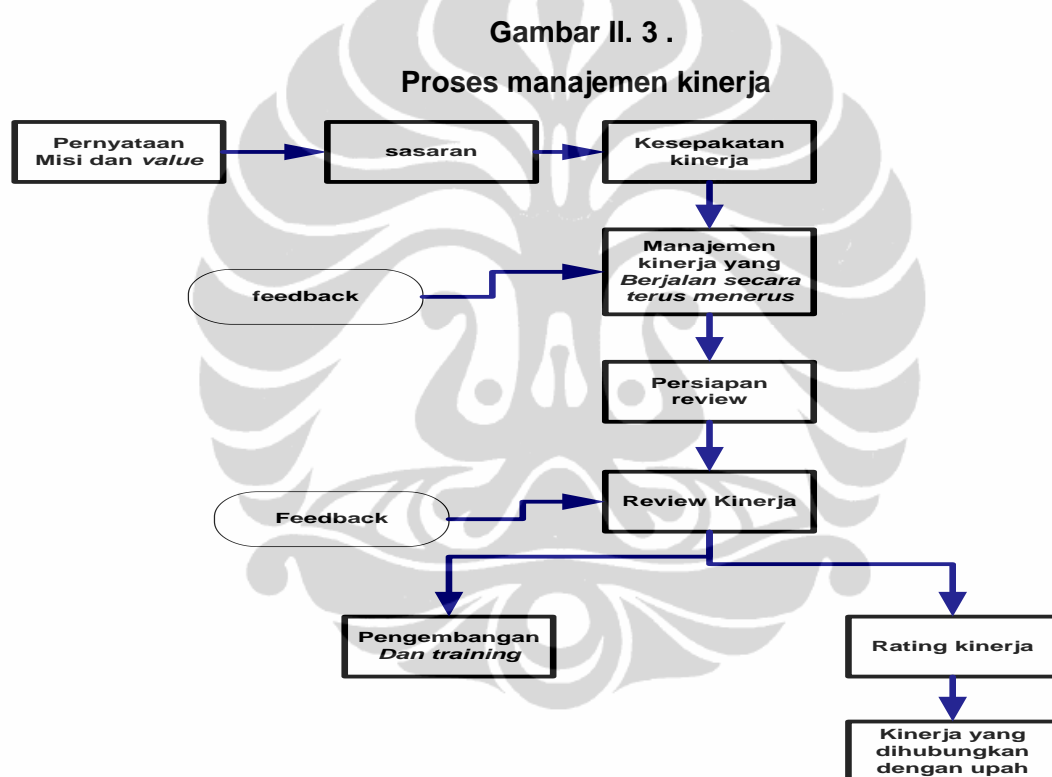 Gambar II. 3 .
Proses manajemen kinerja
Pernyataan
Misi dan value
sasaran
Kesepakatan
kinerja
Manajemen
kinerja yang
Berjalan secara
terus menerus
feedback
Persiapan
review
Review Kinerja
Feedback
Pengembangan
Dan training
Rating kinerja
Kinerja yang
dihubungkan
dengan upah